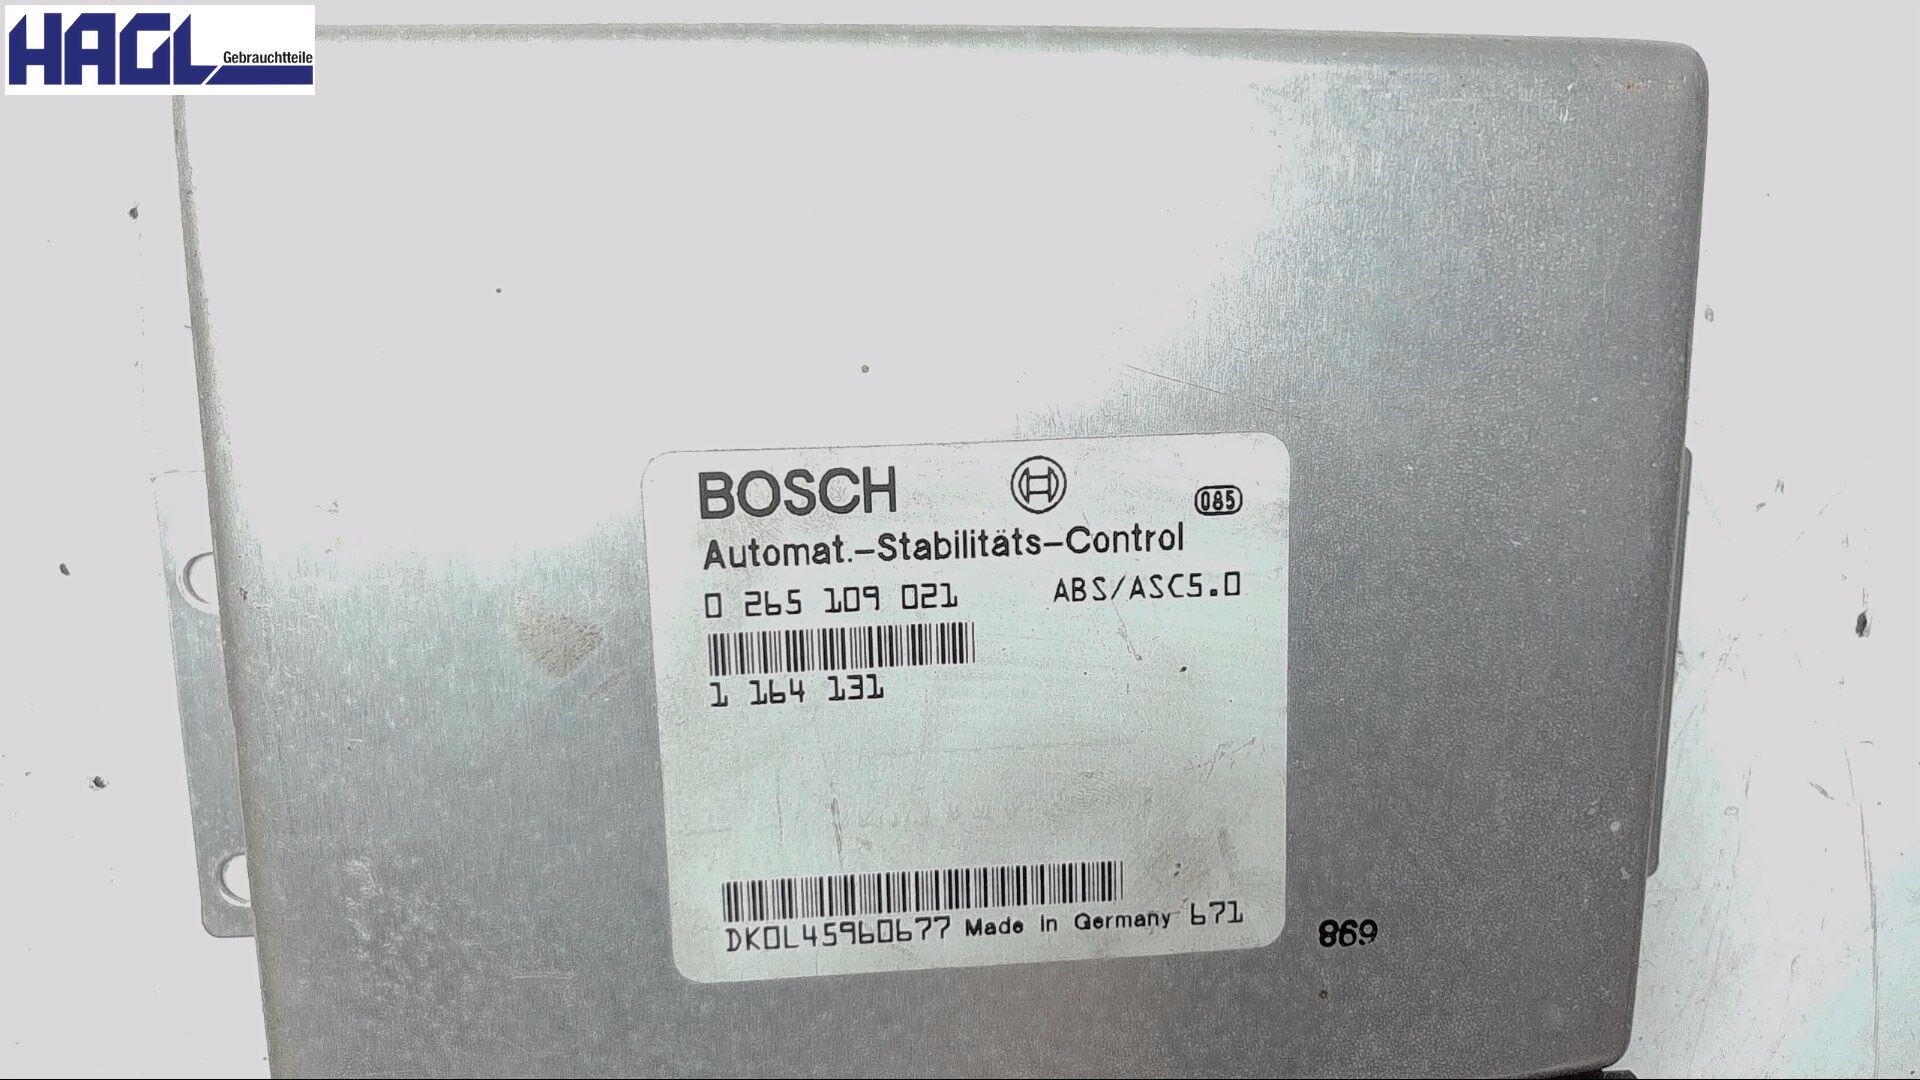 HAGL
Gebrauchtteile
BOSCH
085
Automat.-Stabilitäts-Control
0 265 109 021 ABS/ASC5.0
1 164 131
DK0L45960677 Made in Germany 671
869